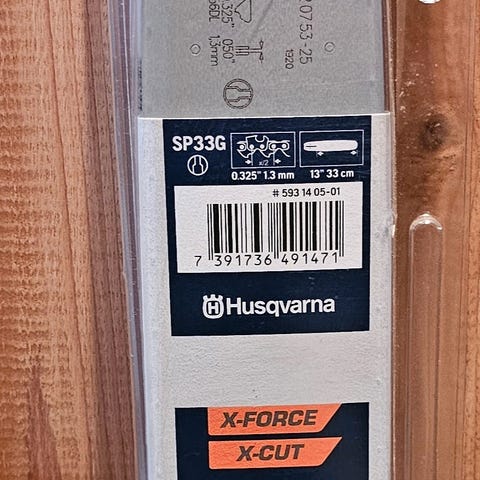 .325"
.050"
1.3mm
0753-25
1920
SP33G
x/2
0.325" 1.3 mm
13" 33 cm
# 593 14 05-01
7 391736 491471
Husqvarna
X-FORCE
X-CUT